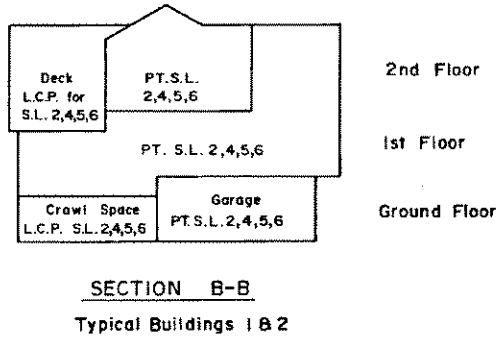 Deck
L.C.P. for
S.L. 2,4,5,6
PT.S.L.
2,4,5,6
2nd Floor
PT. S.L. 2,4,5,6
1st Floor
Crawl Space
L.C.P. S.L.2,4,5,6
Garage
PT.S.L.2,4,5,6
Ground Floor
SECTION B-B
Typical Buildings 1 & 2